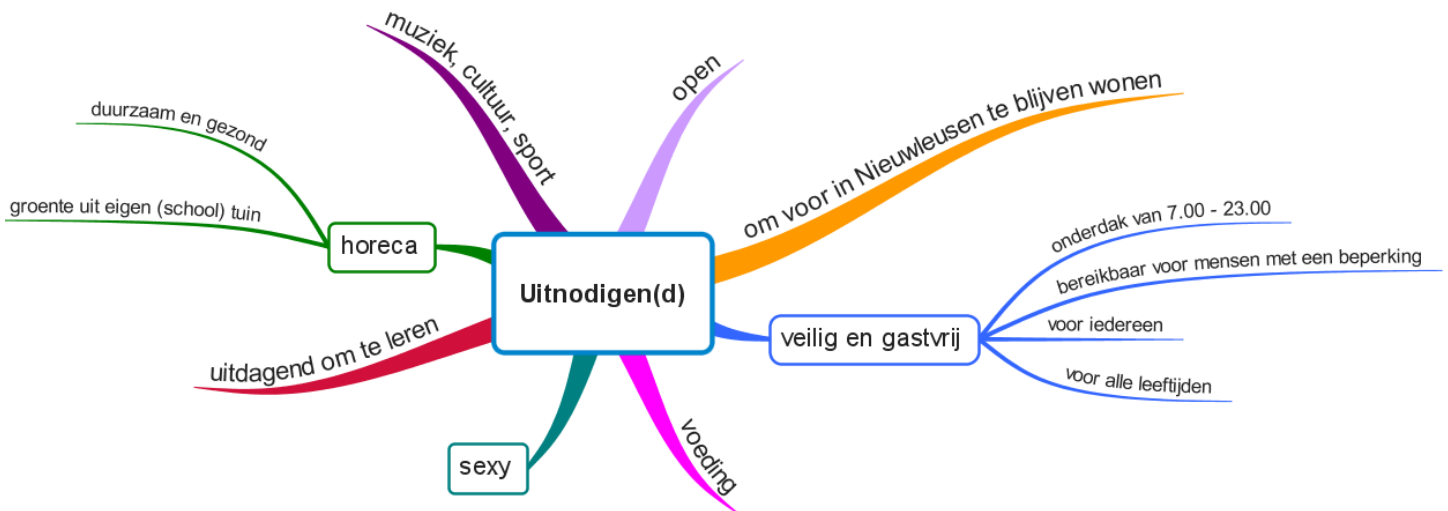 Uitnodigen(d)
muziek, cultuur, sport
open
om voor in Nieuwleusen te blijven wonen
veilig en gastvrij
onderdak van 7.00 - 23.00
bereikbaar voor mensen met een beperking
voor iedereen
voor alle leeftijden
voeding
sexy
uitdagend om te leren
horeca
duurzaam en gezond
groente uit eigen (school) tuin